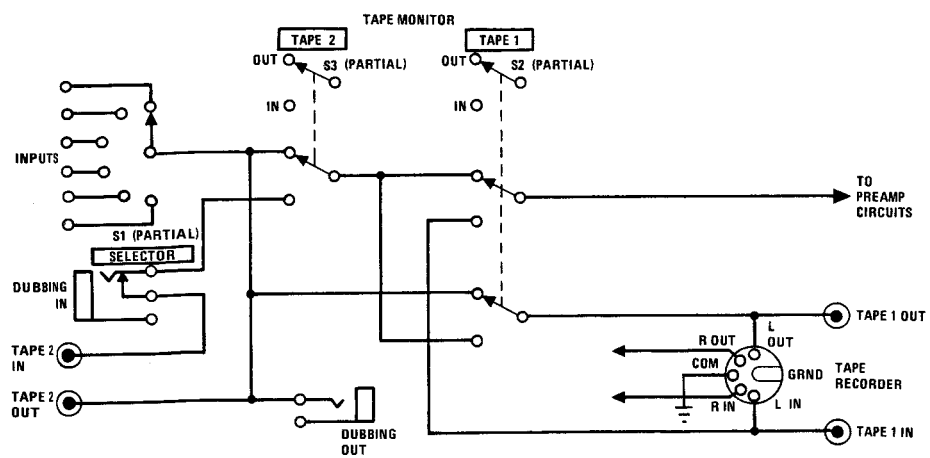 TAPE MONITOR
TAPE 2
TAPE 1
OUT
S3 (PARTIAL)
OUT
S2 (PARTIAL)
IN
IN
INPUTS
TO
PREAMP
CIRCUITS
S1 (PARTIAL)
SELECTOR
DUBBING
IN
TAPE 2
IN
TAPE 2
OUT
DUBBING
OUT
TAPE 1 OUT
L
OUT
R OUT
COM
GRND
TAPE
RECORDER
R IN
L IN
TAPE 1 IN